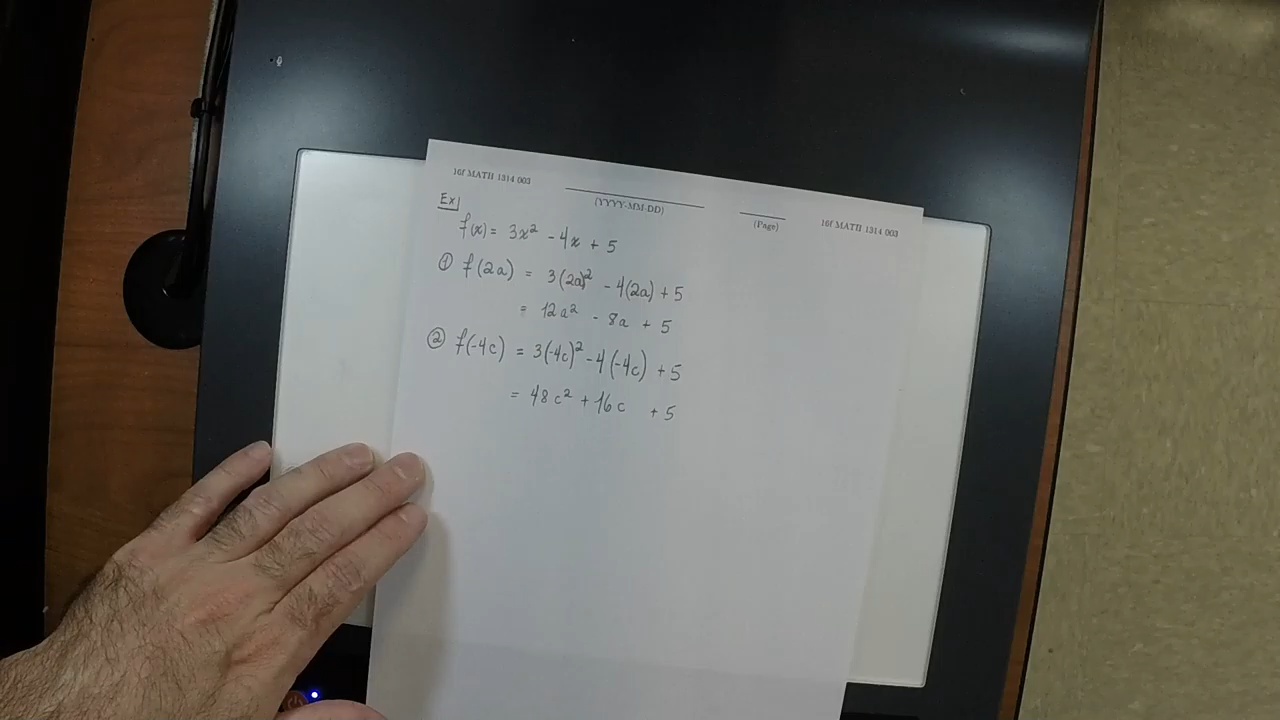 16f MATH 1314 003
(YYYY-MM-DD)
(Page)
16f MATH 1314 003
Ex
f(x) = 3x² - 4x + 5
① f(2a) = 3(2a)² - 4(2a) + 5
= 12a² - 8a + 5
② f(-4c) = 3(-4c)² - 4(-4c) + 5
= 48c² + 16c + 5